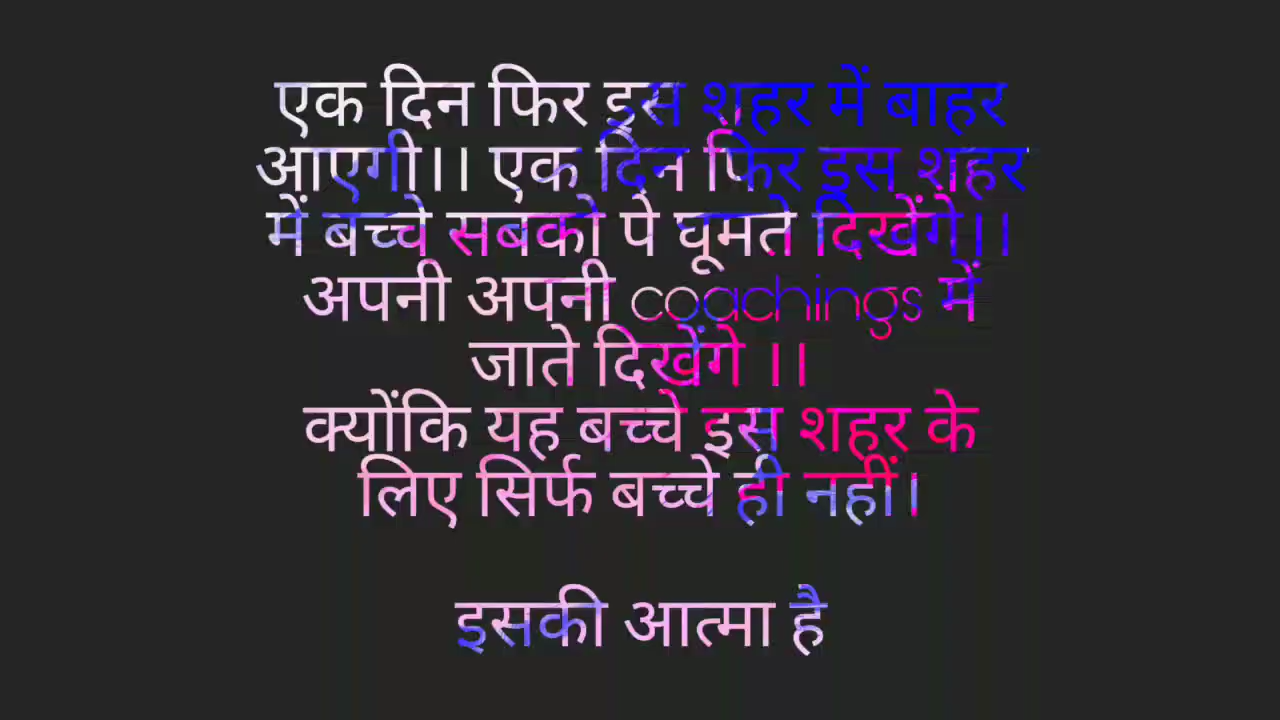 एक दिन फिर इस शहर में बाहर
आएगी।। एक दिन फिर इस शहर
में बच्चे सबको पे घूमते दिखेंगे।।
अपनी अपनी coachings में
जाते दिखेंगे ।।
क्योंकि यह बच्चे इस शहर के
लिए सिर्फ बच्चे ही नहीं।
इसकी आत्मा है